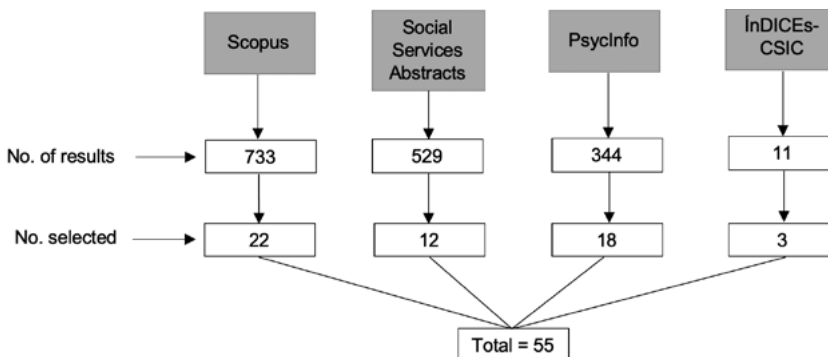 Scopus
Social
Services
Abstracts
PsycInfo
ÍnDICEs-
CSIC
No. of results
733
529
344
11
No. selected
22
12
18
3
Total = 55